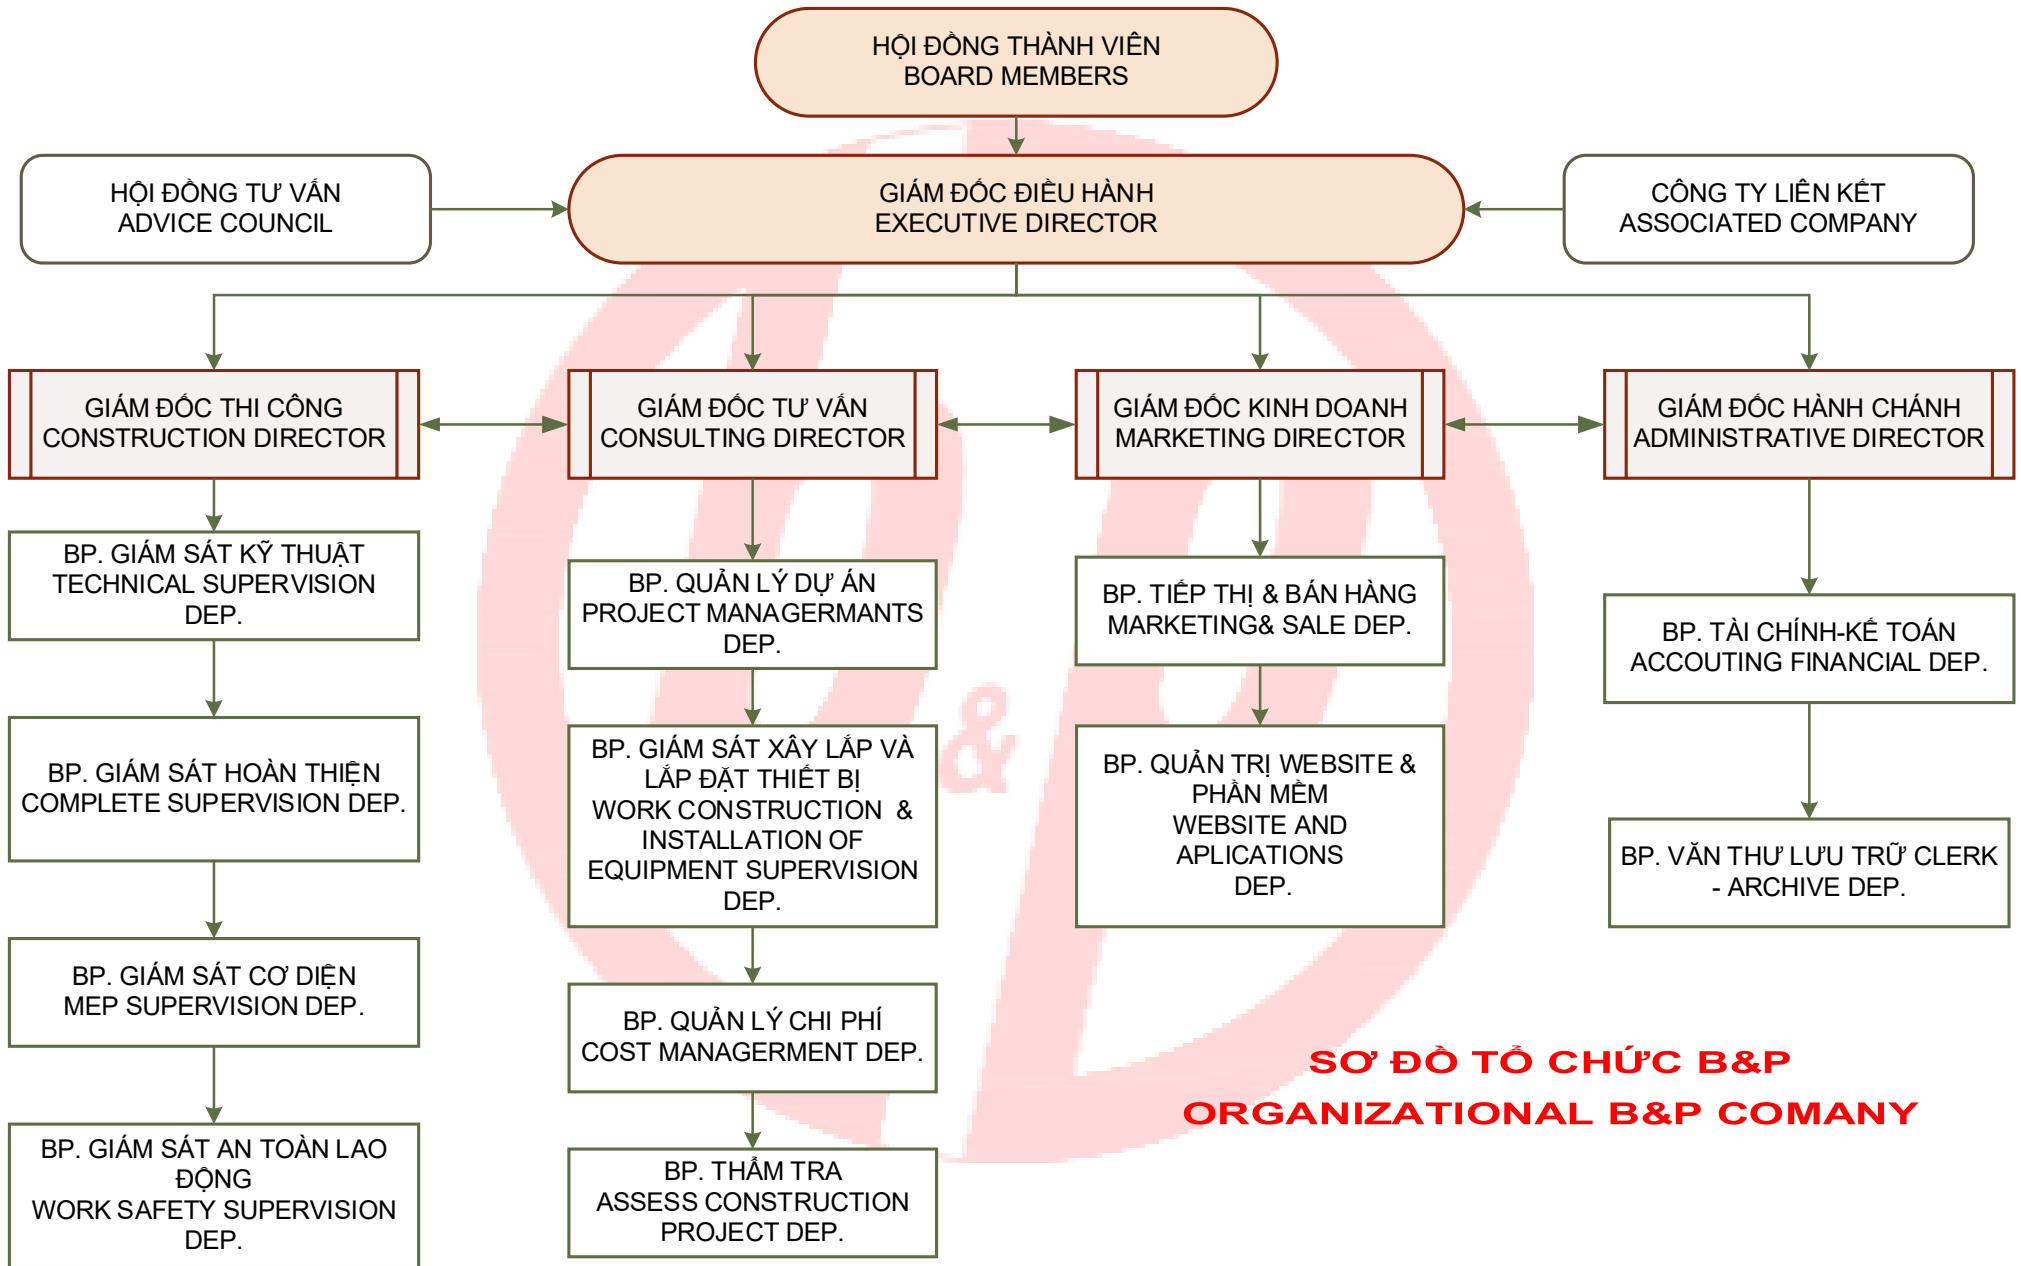 HỘI ĐỒNG THÀNH VIÊN
BOARD MEMBERS
HỘI ĐỒNG TƯ VẤN
ADVICE COUNCIL
GIÁM ĐỐC ĐIỀU HÀNH
EXECUTIVE DIRECTOR
CÔNG TY LIÊN KẾT
ASSOCIATED COMPANY
GIÁM ĐỐC THI CÔNG
CONSTRUCTION DIRECTOR
GIÁM ĐỐC TƯ VẤN
CONSULTING DIRECTOR
GIÁM ĐỐC KINH DOANH
MARKETING DIRECTOR
GIÁM ĐỐC HÀNH CHÁNH
ADMINISTRATIVE DIRECTOR
BP. GIÁM SÁT KỸ THUẬT
TECHNICAL SUPERVISION
DEP.
BP. QUẢN LÝ DỰ ÁN
PROJECT MANAGERMANTS
DEP.
BP. TIẾP THỊ & BÁN HÀNG
MARKETING& SALE DEP.
BP. TÀI CHÍNH-KẾ TOÁN
ACCOUTING FINANCIAL DEP.
BP. GIÁM SÁT HOÀN THIỆN
COMPLETE SUPERVISION DEP.
BP. GIÁM SÁT XÂY LẮP VÀ
LẮP ĐẶT THIẾT BỊ
WORK CONSTRUCTION &
INSTALLATION OF
EQUIPMENT SUPERVISION
DEP.
BP. QUẢN TRỊ WEBSITE &
PHẦN MỀM
WEBSITE AND
APLICATIONS
DEP.
BP. VĂN THƯ LƯU TRỮ CLERK
- ARCHIVE DEP.
BP. GIÁM SÁT CƠ DIỆN
MEP SUPERVISION DEP.
BP. QUẢN LÝ CHI PHÍ
COST MANAGERMENT DEP.
BP. GIÁM SÁT AN TOÀN LAO
ĐỘNG
WORK SAFETY SUPERVISION
DEP.
BP. THẨM TRA
ASSESS CONSTRUCTION
PROJECT DEP.
SƠ ĐỒ TỔ CHỨC B&P
ORGANIZATIONAL B&P COMANY
B&P